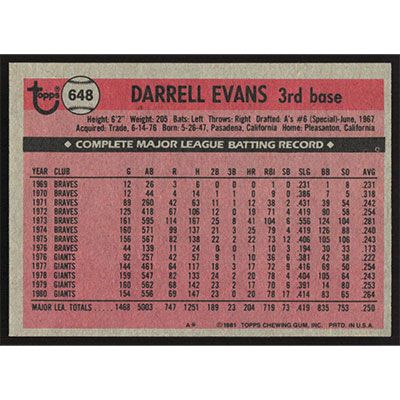 Topps 648 DARRELL EVANS 3rd base
Height: 6'2" Weight: 205 Bats: Left Throws: Right Drafted: A's #6 (Special)-June, 1967
Acquired: Trade, 6-14-76 Born: 5-26-47, Pasadena, California Home: Pleasanton, California
COMPLETE MAJOR LEAGUE BATTING RECORD
YEAR CLUB G AB R H 2B 3B HR RBI SB SLG BB SO AVG
1969 BRAVES 12 26 3 6 0 0 0 1 0 .231 1 8 .231
1970 BRAVES 12 44 4 14 1 1 0 9 0 .386 7 5 .318
1971 BRAVES 89 260 42 63 11 1 12 38 2 .431 39 54 .242
1972 BRAVES 125 418 67 106 12 0 19 71 4 .419 90 58 .254
1973 BRAVES 161 595 114 167 25 8 41 104 6 .556 124 104 .281
1974 BRAVES 160 571 99 137 21 3 25 79 4 .419 126 88 .240
1975 BRAVES 156 567 82 138 22 2 22 73 12 .406 105 106 .243
1976 BRAVES 44 139 11 24 0 0 1 10 3 .194 30 33 .173
1976 GIANTS 92 257 42 57 9 1 10 36 6 42 38 .222
1977 GIANTS 144 461 64 117 18 3 17 72 9 .416 69 50 .254
1978 GIANTS 159 547 82 133 24 2 20 78 4 .404 105 64 .243
1979 GIANTS 160 562 68 142 23 2 17 70 6 .391 91 80 .253
1980 GIANTS 154 556 69 147 23 0 20 78 17 .414 83 65 .264
MAJOR LEA. TOTALS 1468 5003 747 1251 23 204 719 73 753 .250
A* ©1981 TOPPS CHEWING GUM, INC. PRTD. IN U.S.A.